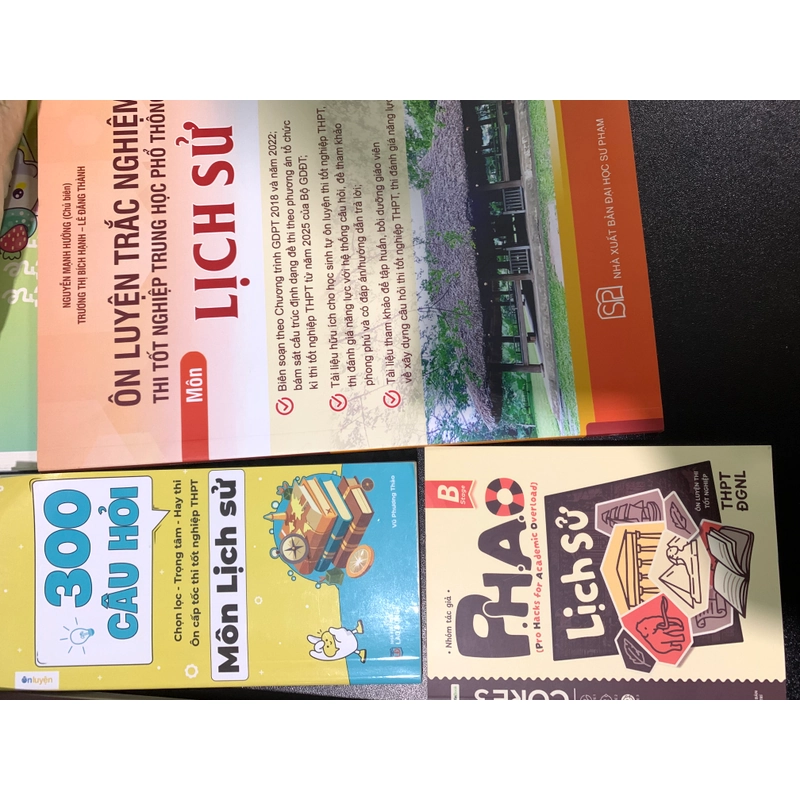 NGUYỄN MẠNH HƯỞNG (Chủ biên)
TRƯƠNG THỊ BÍCH HẠNH – LÊ ĐĂNG THÀNH
ÔN LUYỆN TRẮC NGHIỆM
THI TỐT NGHIỆP TRUNG HỌC PHỔ THÔNG
Môn
LỊCH SỬ
Biên soạn theo Chương trình GDPT 2018 và năm 2022;
bám sát cấu trúc định dạng đề thi theo phương án tổ chức
kì thi tốt nghiệp THPT từ năm 2025 của Bộ GDĐT;
Tài liệu hữu ích cho học sinh tự ôn luyện thi tốt nghiệp THPT,
thi đánh giá năng lực với hệ thống câu hỏi, đề tham khảo
phong phú và có đáp án/hướng dẫn trả lời;
Tài liệu tham khảo để tập huấn, bồi dưỡng giáo viên
về xây dựng câu hỏi thi tốt nghiệp THPT, thi đánh giá năng lực
SP
NHÀ XUẤT BẢN ĐẠI HỌC SƯ PHẠM
ônluyện
300
CÂU HỎI
Chọn lọc - Trọng tâm - Hay thi
Ôn cấp tốc thi tốt nghiệp THPT
Môn Lịch sử
Vũ Phương Thảo
B
Stage
• Nhóm tác giả •
P.H.A.O
(Pro Hacks for Academic Overload)
Lịch sử
ÔN LUYỆN THI
TỐT NGHIỆP
THPT
ĐGNL